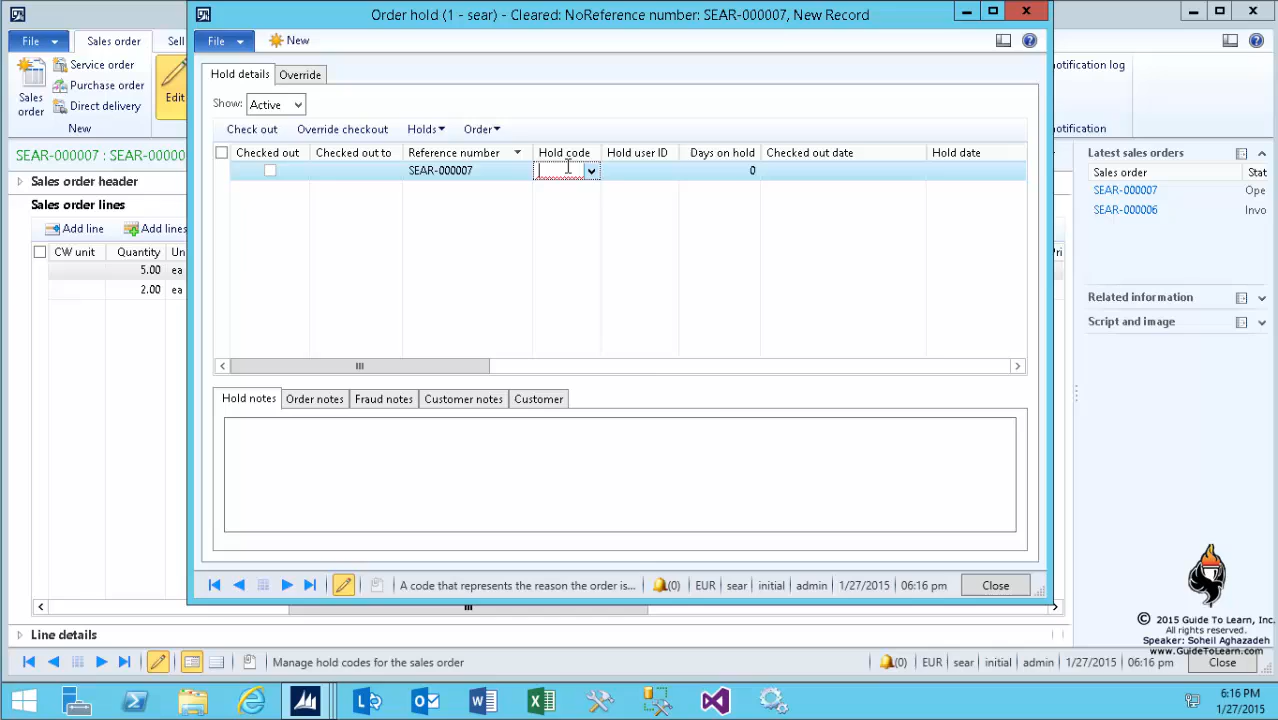 Order hold (1 - sear) - Cleared: NoReference number: SEAR-000007, New Record
File
New
Hold details
Override
Show: Active
Check out Override checkout Holds Order
Checked out Checked out to Reference number Hold code Hold user ID Days on hold Checked out date Hold date
SEAR-000007 0
Hold notes Order notes Fraud notes Customer notes Customer
A code that represents the reason the order is... (0) EUR sear initial admin 1/27/2015 06:16 pm Close
File Sales order Sell
Sales order
Service order
Purchase order
Direct delivery
New
Edit
notification log
notification
SEAR-000007 : SEAR-00000
Sales order header
Sales order lines
Add line Add lines
CW unit Quantity Un
5.00 ea
2.00 ea
Pri
Line details
Latest sales orders
Sales order Stat
SEAR-000007 Ope
SEAR-000006 Invo
Related information
Script and image
© 2015 Guide To Learn, Inc.
All rights reserved.
Speaker: Soheil Aghazadeh
www.GuideToLearn.com
Manage hold codes for the sales order (0) EUR sear initial admin 1/27/2015 06:16 pm Close
6:16 PM
1/27/2015